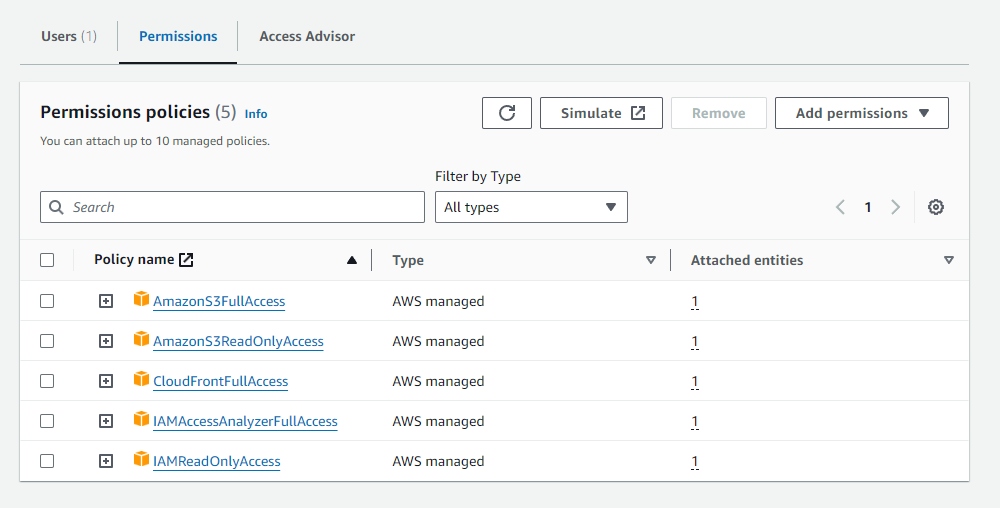 Users (1) Permissions Access Advisor
Permissions policies (5) Info
Simulate Remove Add permissions
You can attach up to 10 managed policies.
Filter by Type
Search All types 1
Policy name Type Attached entities
AmazonS3FullAccess AWS managed 1
AmazonS3ReadOnlyAccess AWS managed 1
CloudFrontFullAccess AWS managed 1
IAMAccessAnalyzerFullAccess AWS managed 1
IAMReadOnlyAccess AWS managed 1